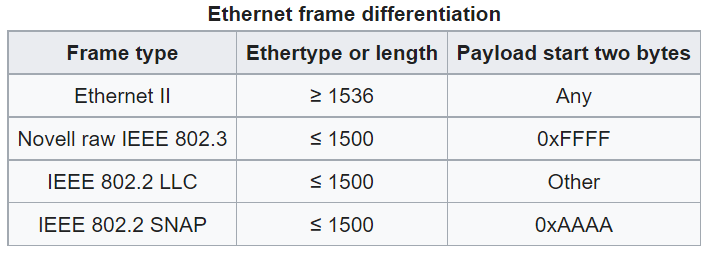 Ethernet frame differentiation
Frame type Ethertype or length Payload start two bytes
Ethernet II ≥ 1536 Any
Novell raw IEEE 802.3 ≤ 1500 0xFFFF
IEEE 802.2 LLC ≤ 1500 Other
IEEE 802.2 SNAP ≤ 1500 0xAAAA